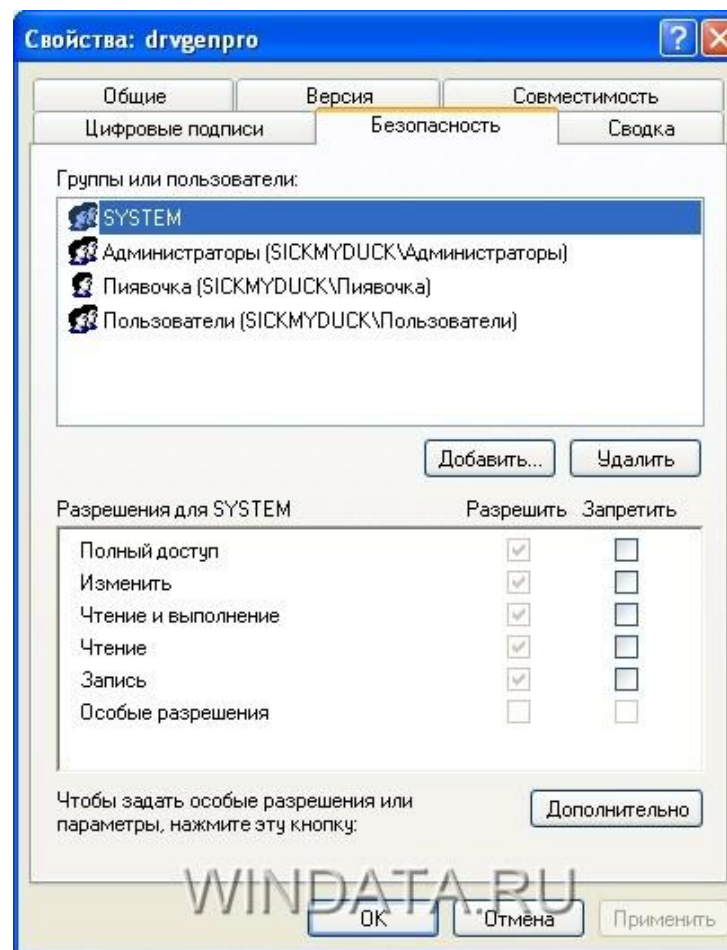 Свойства: drvgenpro
Общие Версия Совместимость
Цифровые подписи Безопасность Сводка
Группы или пользователи:
SYSTEM
Администраторы (SICKMYDUCK\Администраторы)
Пиявочка (SICKMYDUCK\Пиявочка)
Пользователи (SICKMYDUCK\Пользователи)
Добавить... Удалить
Разрешения для SYSTEM Разрешить Запретить
Полный доступ
Изменить
Чтение и выполнение
Чтение
Запись
Особые разрешения
Чтобы задать особые разрешения или
параметры, нажмите эту кнопку:
Дополнительно
WINDATA.RU
OK Отмена Применить